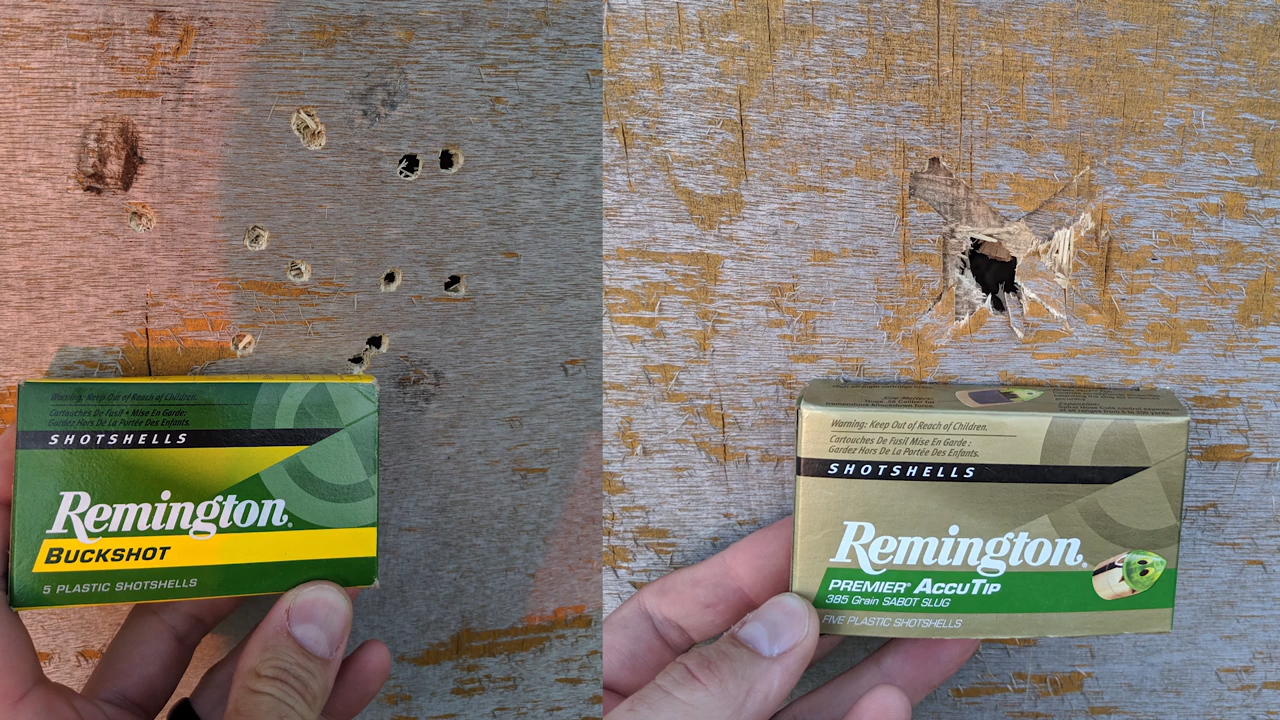 Warning: Keep Out of Reach of Children.
Cartouches De Fusil • Mise En Garde:
Gardez Hors De La Portée Des Enfants.
SHOTSHELLS
Remington.
BUCKSHOT
5 PLASTIC SHOTSHELLS
Warning: Keep Out of Reach of Children.
Cartouches De Fusil Mise En Garde :
Gardez Hors De La Portée Des Enfants.
SHOTSHELLS
Remington.
PREMIER® ACCUTIP
385 Grain SABOT SLUG
FIVE PLASTIC SHOTSHELLS